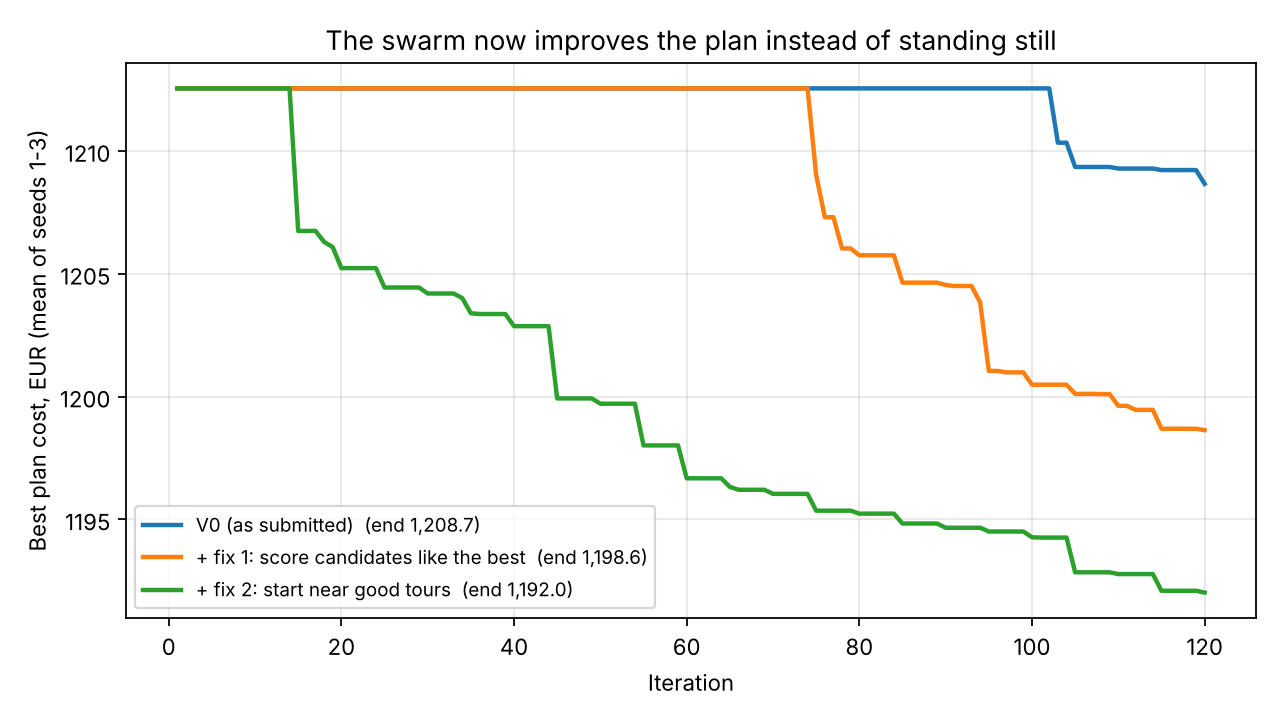 The swarm now improves the plan instead of standing still
Best plan cost, EUR (mean of seeds 1-3)
1210
1205
1200
1195
V0 (as submitted)  (end 1,208.7)
+ fix 1: score candidates like the best  (end 1,198.6)
+ fix 2: start near good tours  (end 1,192.0)
0 20 40 60 80 100 120
Iteration